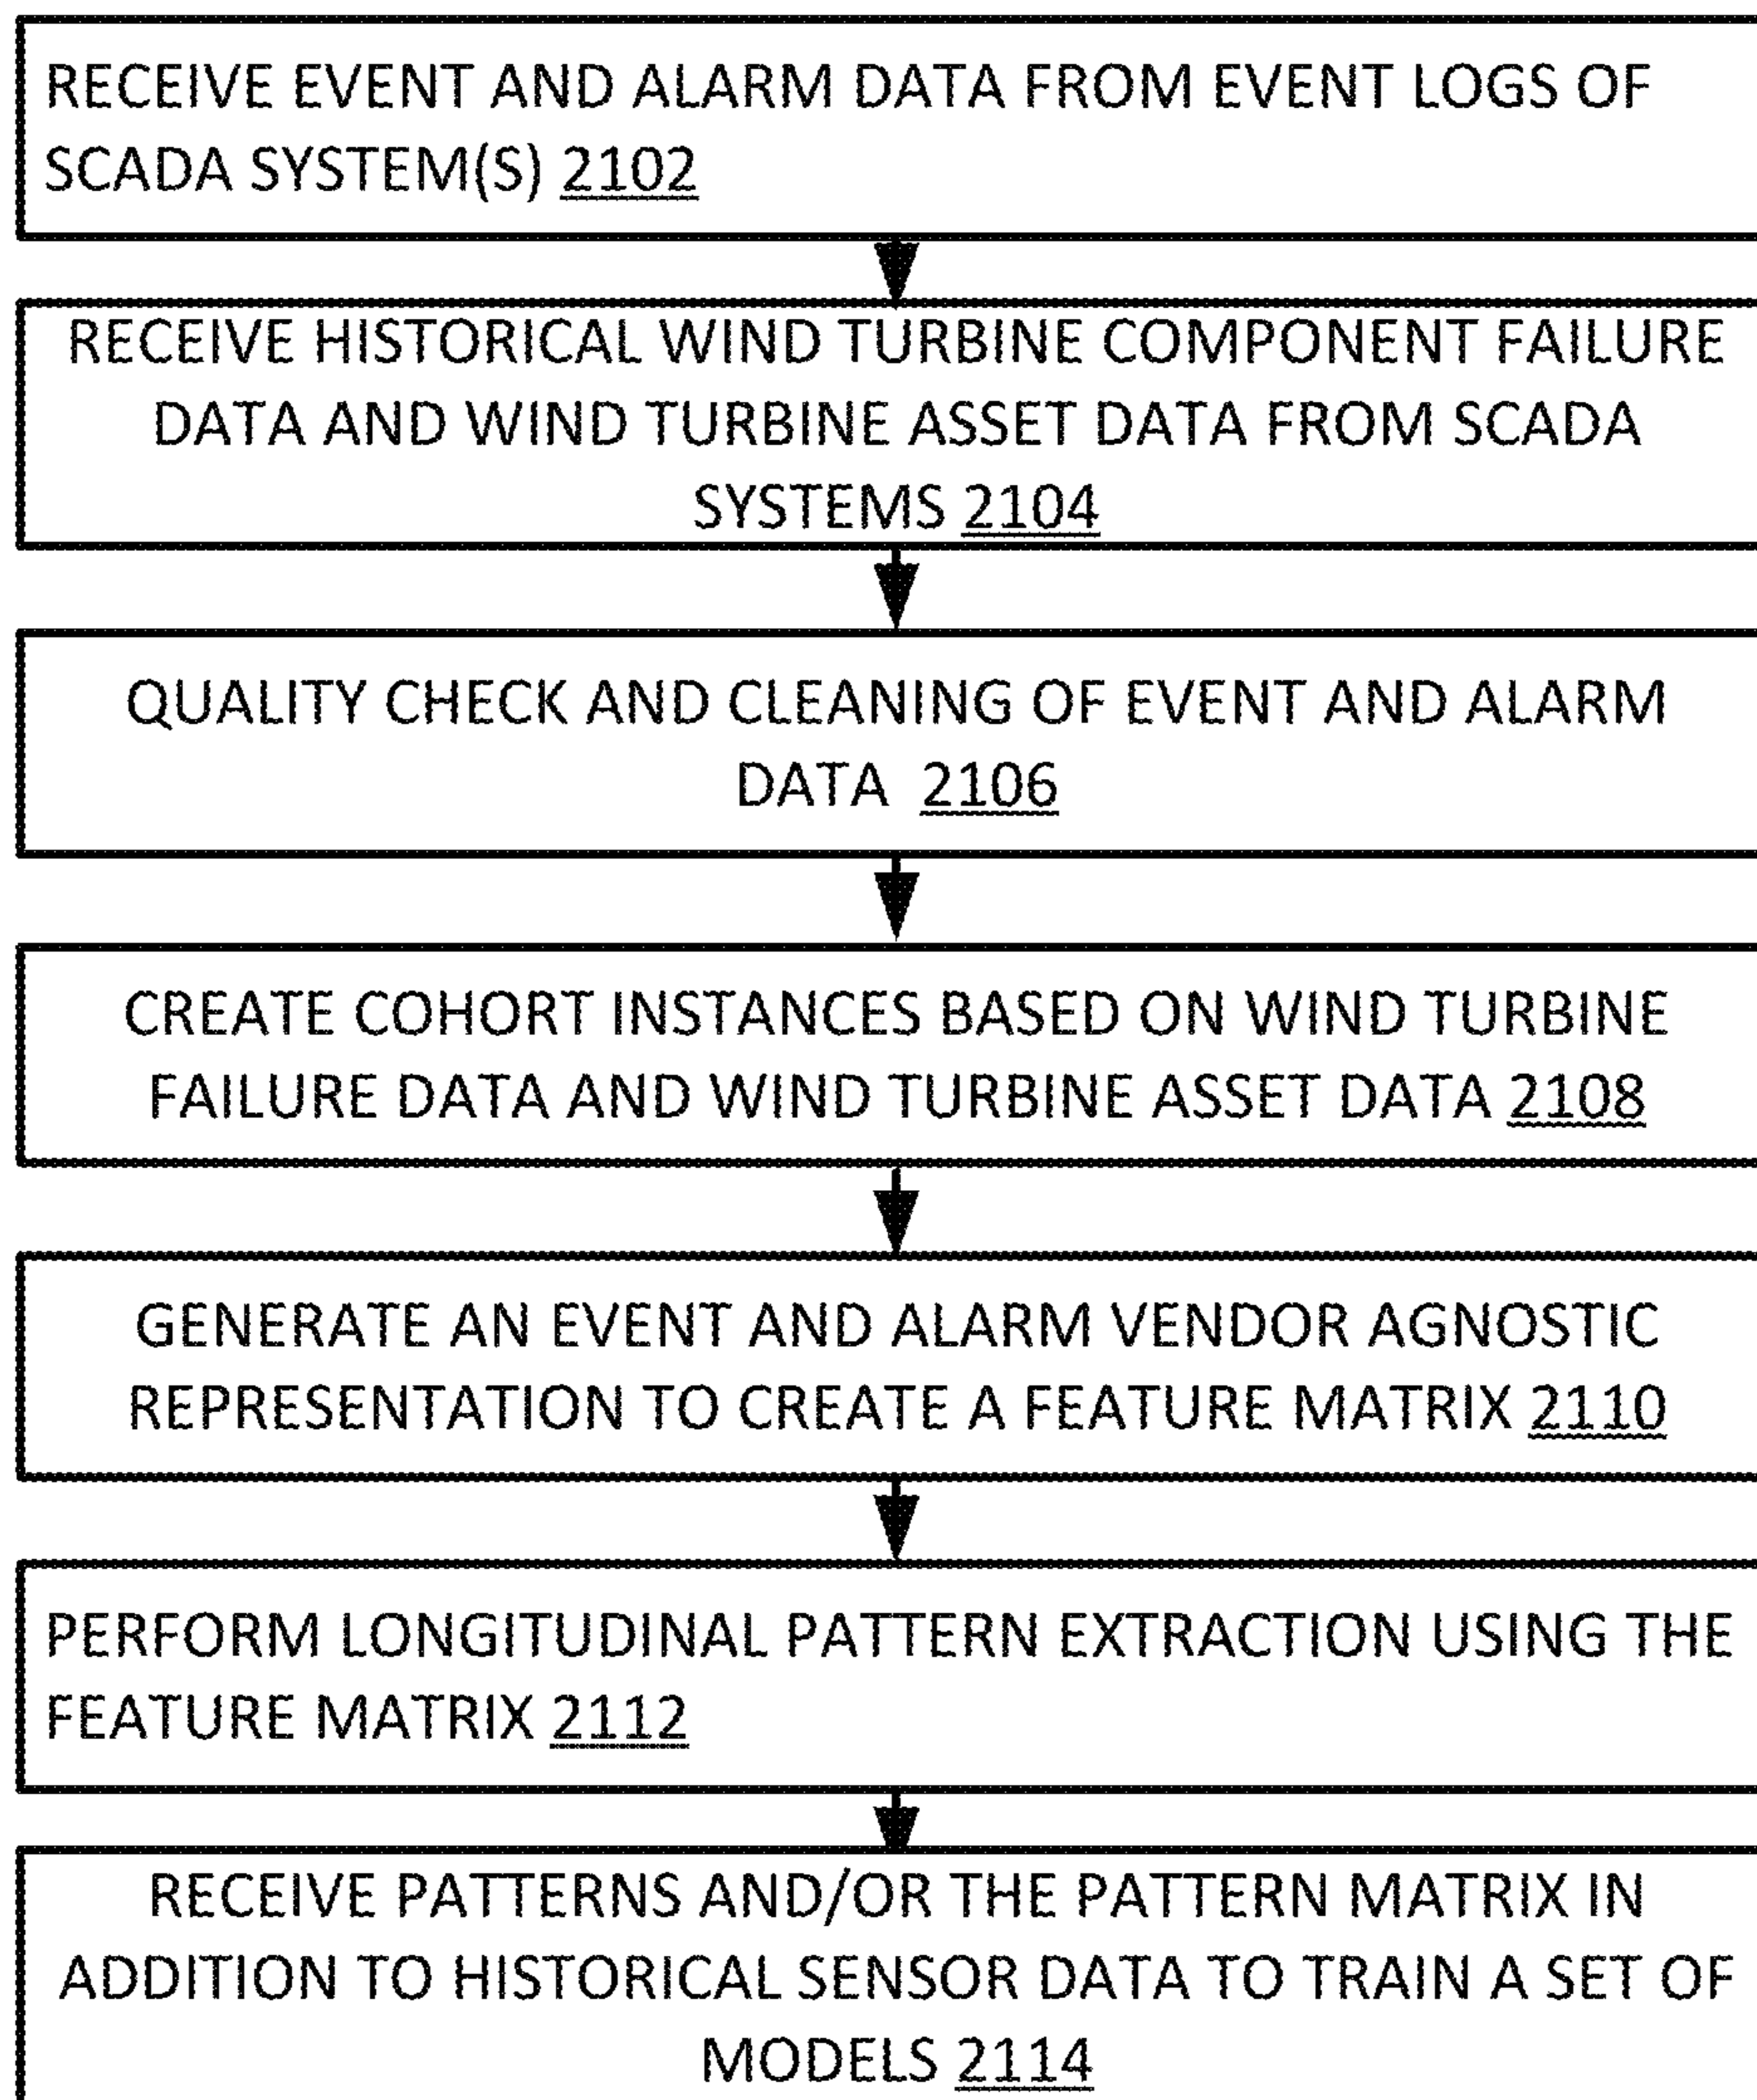 RECEIVE EVENT AND ALARM DATA FROM EVENT LOGS OF
SCADA SYSTEM(S) 2102
RECEIVE HISTORICAL WIND TURBINE COMPONENT FAILURE
DATA AND WIND TURBINE ASSET DATA FROM SCADA
SYSTEMS 2104
QUALITY CHECK AND CLEANING OF EVENT AND ALARM
DATA 2106
CREATE COHORT INSTANCES BASED ON WIND TURBINE
FAILURE DATA AND WIND TURBINE ASSET DATA 2108
GENERATE AN EVENT AND ALARM VENDOR AGNOSTIC
REPRESENTATION TO CREATE A FEATURE MATRIX 2110
PERFORM LONGITUDINAL PATTERN EXTRACTION USING THE
FEATURE MATRIX 2112
RECEIVE PATTERNS AND/OR THE PATTERN MATRIX IN
ADDITION TO HISTORICAL SENSOR DATA TO TRAIN A SET OF
MODELS 2114